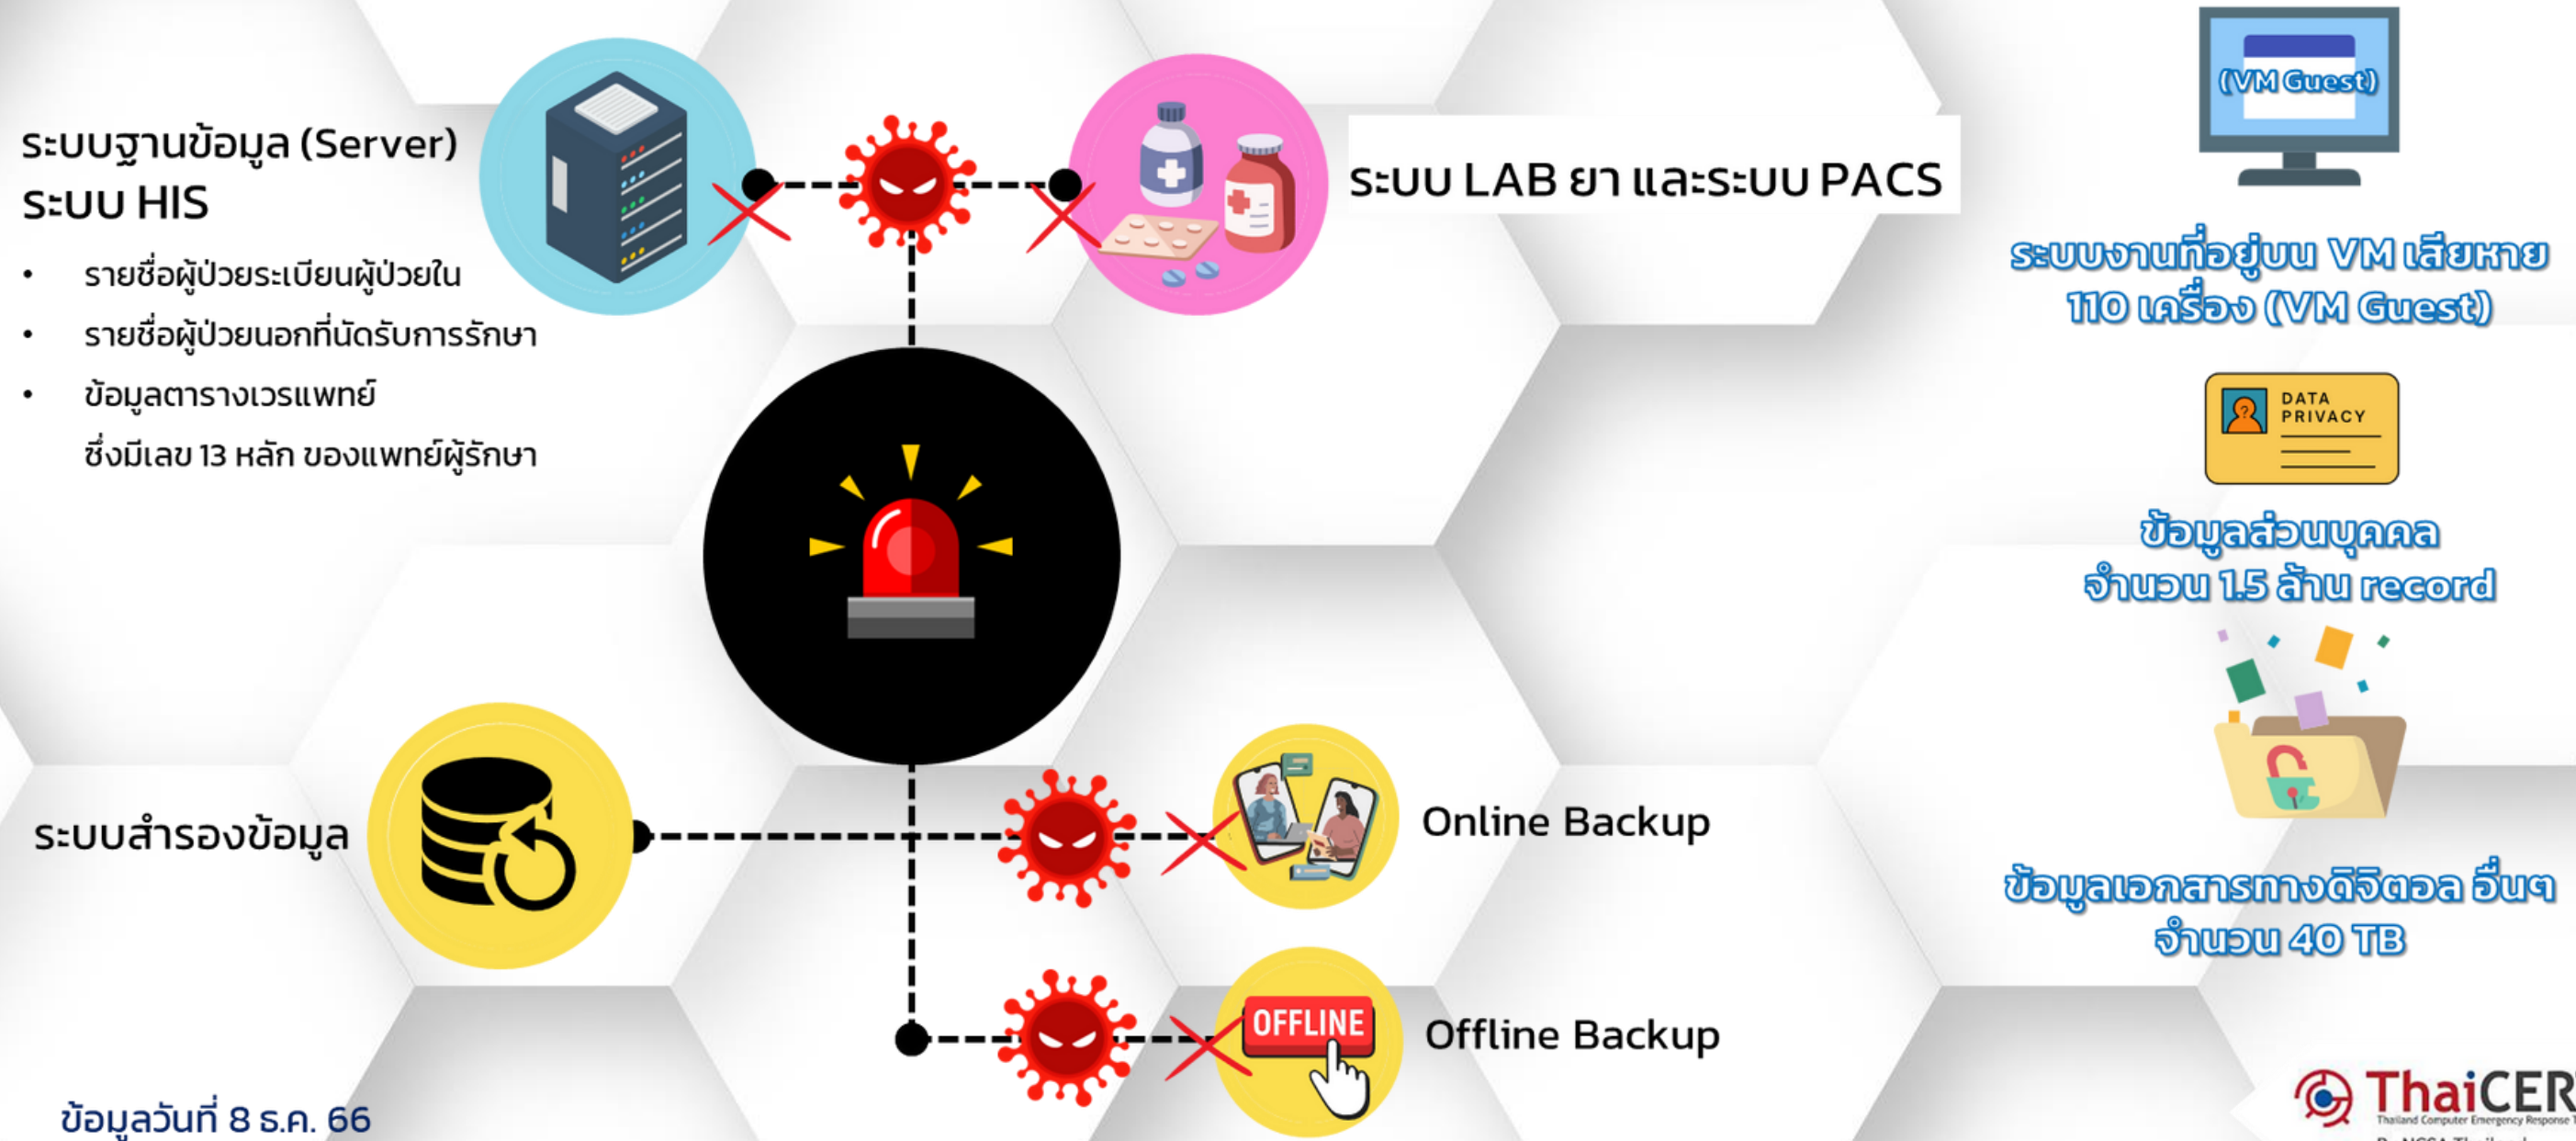 ระบบฐานข้อมูล (Server)
ระบบ HIS
• รายชื่อผู้ป่วยระเบียนผู้ป่วยใน
• รายชื่อผู้ป่วยนอกที่นัดรับการรักษา
• ข้อมูลตารางเวรแพทย์
ซึ่งมีเลข 13 หลัก ของแพทย์ผู้รักษา
ระบบ LAB ยา และระบบ PACS
(VM Guest)
ระบบงานที่อยู่บน VM เสียหาย
110 เครื่อง (VM Guest)
DATA
PRIVACY
ข้อมูลส่วนบุคคล
จำนวน 1.5 ล้าน record
ข้อมูลเอกสารทางดิจิตอล อื่นๆ
จำนวน 40 TB
ระบบสำรองข้อมูล
Online Backup
OFFLINE
Offline Backup
ข้อมูลวันที่ 8 ธ.ค. 66
ThaiCER
Thailand Computer Emergency Response